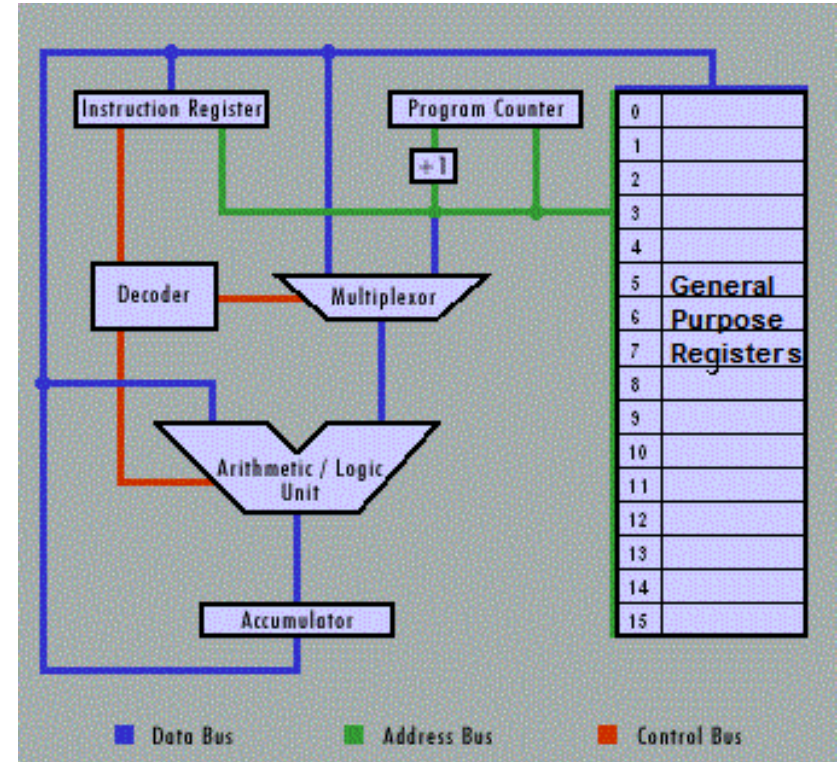 Instruction Register
Program Counter
+1
0
1
2
3
4
5 General
6 Purpose
7 Registers
8
9
10
11
12
13
14
15
Decoder
Multiplexor
Arithmetic / Logic
Unit
Accumulator
Data Bus
Address Bus
Control Bus